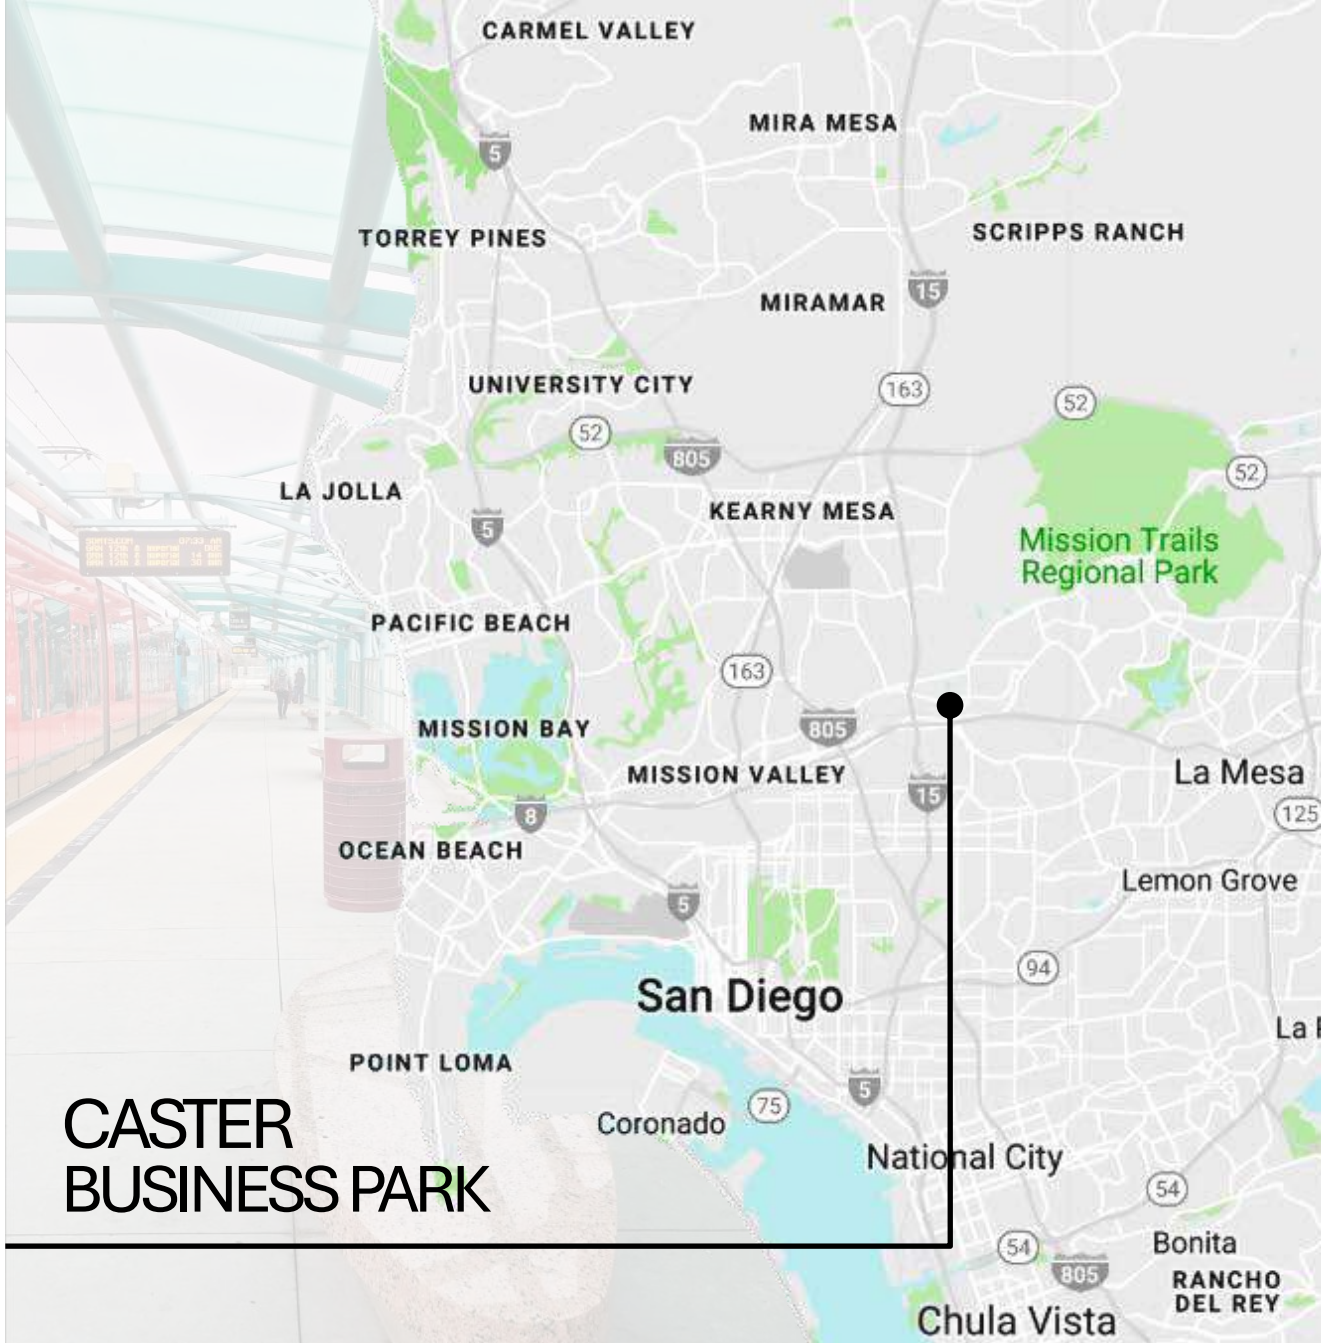 CARMEL VALLEY
MIRA MESA
5
TORREY PINES
SCRIPPS RANCH
15
MIRAMAR
UNIVERSITY CITY
163
52
52
805
52
LA JOLLA
KEARNY MESA
5
Mission Trails
Regional Park
PACIFIC BEACH
163
MISSION BAY
805
MISSION VALLEY
La Mesa
15
8
125
OCEAN BEACH
Lemon Grove
5
94
San Diego
POINT LOMA
5
75
Coronado
CASTER
BUSINESS PARK
National City
54
54
Bonita
805
RANCHO
DEL REY
Chula Vista